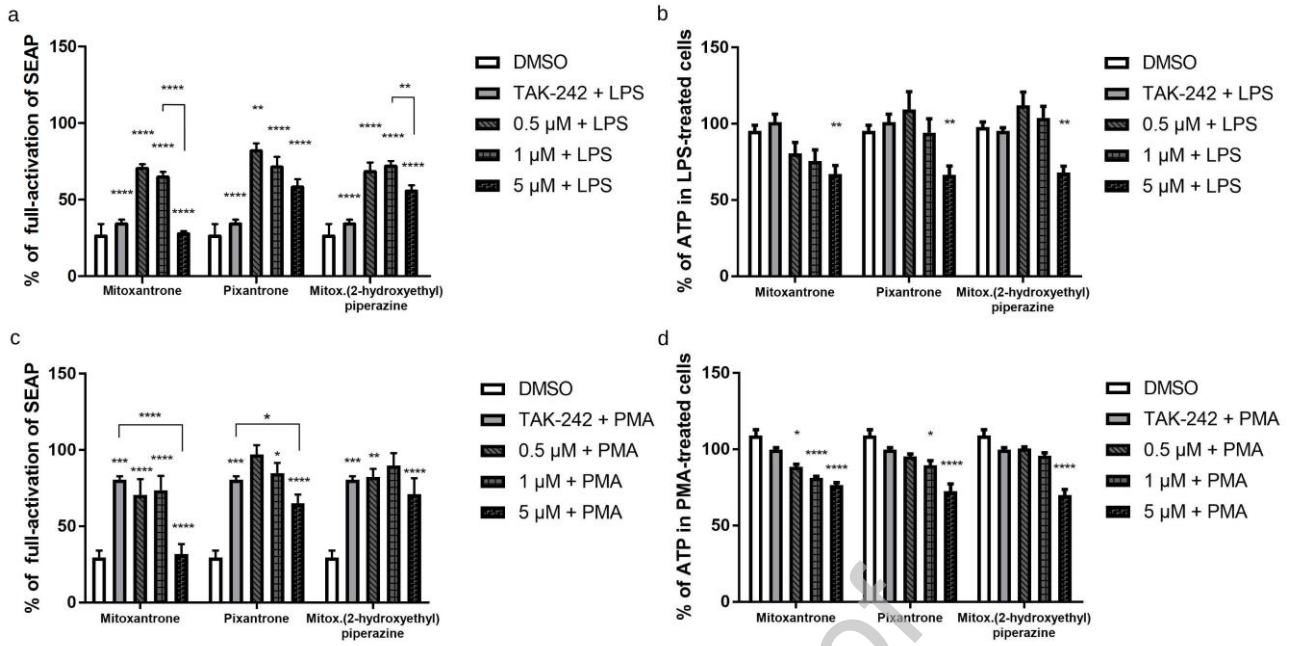 a
% of full-activation of SEAP
150
100
50
0
****
****
****
****
****
**
****
****
****
****
****
**
****
****
Mitoxantrone
Pixantrone
Mitox.(2-hydroxyethyl)
piperazine
DMSO
TAK-242 + LPS
0.5 µM + LPS
1 µM + LPS
5 µM + LPS
b
% of ATP in LPS-treated cells
150
100
50
0
**
**
**
Mitoxantrone
Pixantrone
Mitox.(2-hydroxyethyl)
piperazine
DMSO
TAK-242 + LPS
0.5 µM + LPS
1 µM + LPS
5 µM + LPS
c
% of full-activation of SEAP
150
100
50
0
***
****
****
****
****
***
*
*
****
***
**
****
Mitoxantrone
Pixantrone
Mitox.(2-hydroxyethyl)
piperazine
DMSO
TAK-242 + PMA
0.5 µM + PMA
1 µM + PMA
5 µM + PMA
d
% of ATP in PMA-treated cells
150
100
50
0
*
****
****
*
****
****
Mitoxantrone
Pixantrone
Mitox.(2-hydroxyethyl)
piperazine
DMSO
TAK-242 + PMA
0.5 µM + PMA
1 µM + PMA
5 µM + PMA